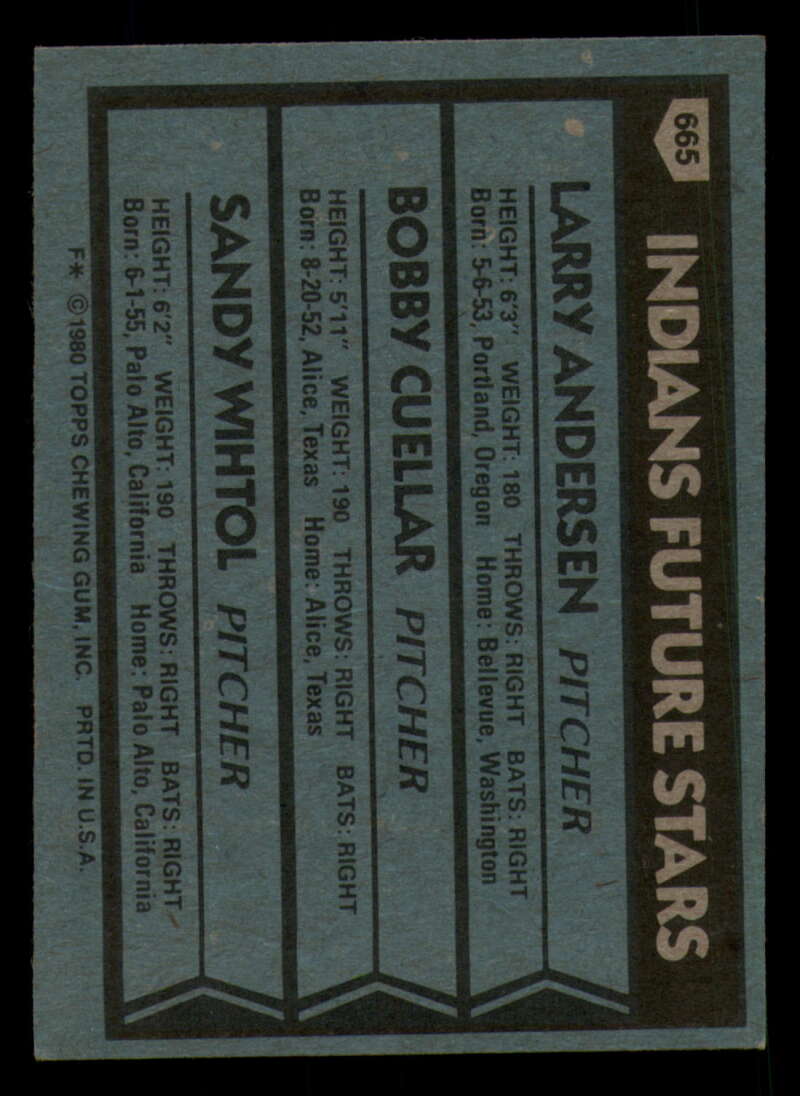 665
INDIANS FUTURE STARS
LARRY ANDERSEN PITCHER
HEIGHT: 6'3" WEIGHT: 180 THROWS: RIGHT BATS: RIGHT
Born: 5-6-53, Portland, Oregon Home: Bellevue, Washington
BOBBY CUELLAR PITCHER
HEIGHT: 5'11" WEIGHT: 190 THROWS: RIGHT BATS: RIGHT
Born: 8-20-52, Alice, Texas Home: Alice, Texas
SANDY WIHTOL PITCHER
HEIGHT: 6'2" WEIGHT: 190 THROWS: RIGHT BATS: RIGHT
Born: 6-1-55, Palo Alto, California Home: Palo Alto, California
F* ©1980 TOPPS CHEWING GUM, INC. PRTD. IN U.S.A.